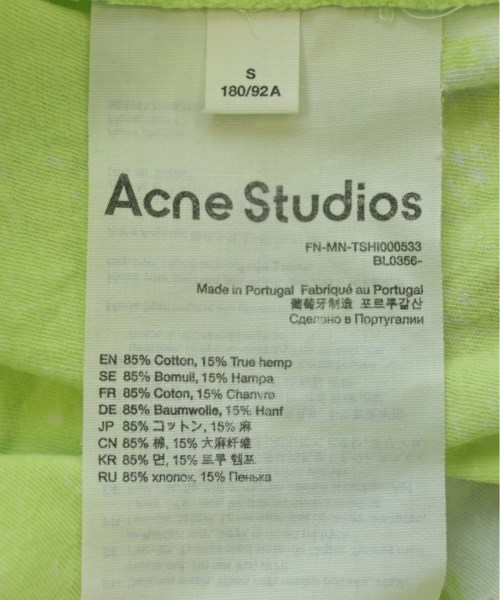 S
180/92A
Acne Studios
FN-MN-TSHI000533
BL0356-
Made in Portugal Fabriqué au Portugal
葡萄牙制造 포르루갈산
Сделано в Португалии
EN 85% Cotton, 15% True hemp
SE 85% Bomull, 15% Hampa
FR 85% Coton, 15% Chanvre
DE 85% Baumwolle, 15% Hanf
JP 85% コットン, 15% 麻
CN 85% 棉, 15% 大麻纤维
KR 85% 면, 15% 트루 햄프
RU 85% хлопок, 15% Пенька